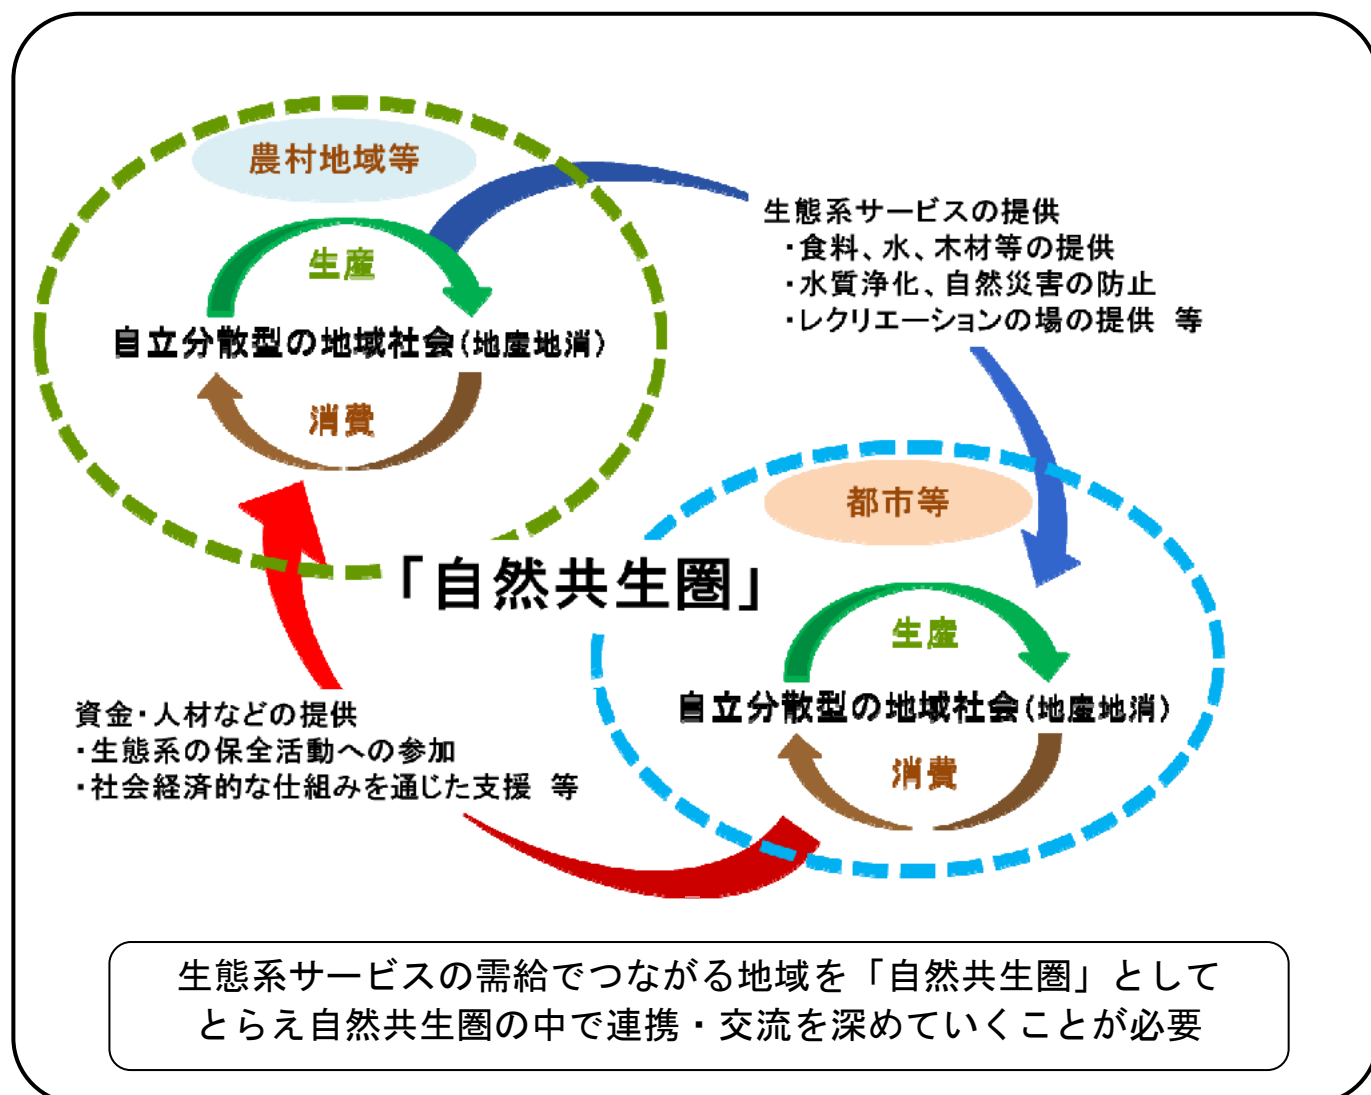 農村地域等
生産
自立分散型の地域社会(地産地消)
消費
生態系サービスの提供
・食料、水、木材等の提供
・水質浄化、自然災害の防止
・レクリエーションの場の提供 等
都市等
「自然共生圏」
生産
自立分散型の地域社会(地産地消)
消費
資金・人材などの提供
・生態系の保全活動への参加
・社会経済的な仕組みを通じた支援 等
生態系サービスの需給でつながる地域を「自然共生圏」として
とらえ自然共生圏の中で連携・交流を深めていくことが必要